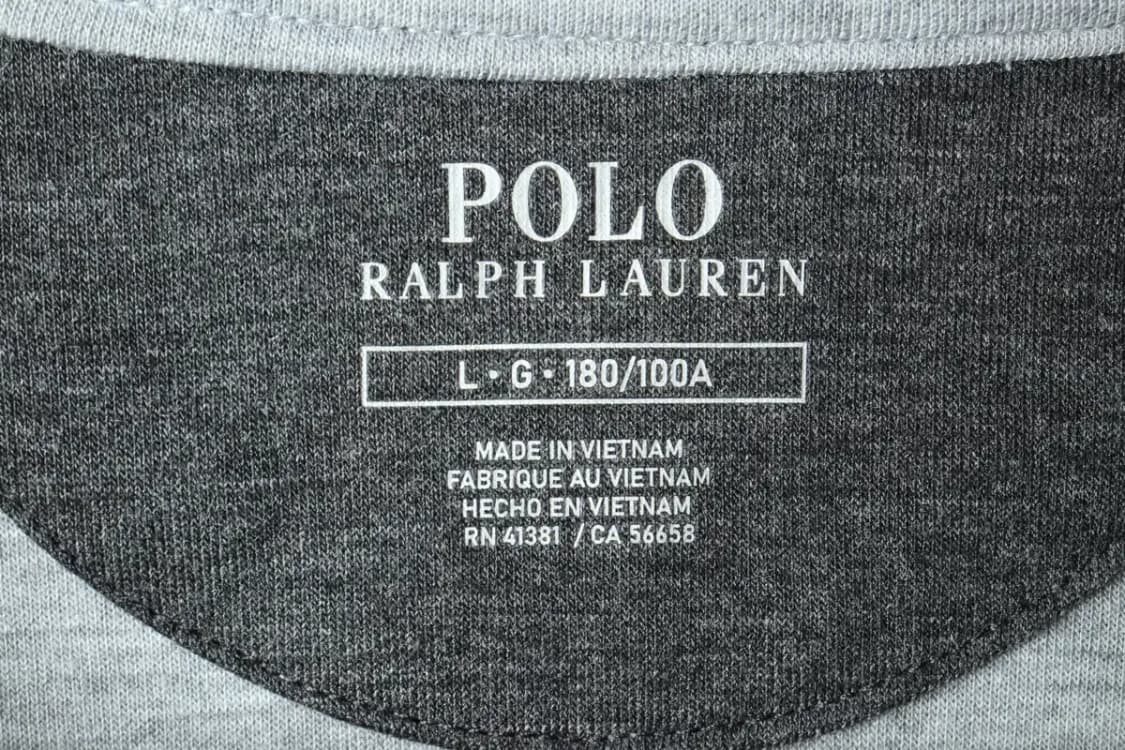 POLO
RALPH LAUREN
L • G • 180/100A
MADE IN VIETNAM
FABRIQUE AU VIETNAM
HECHO EN VIETNAM
RN 41381 / CA 56658